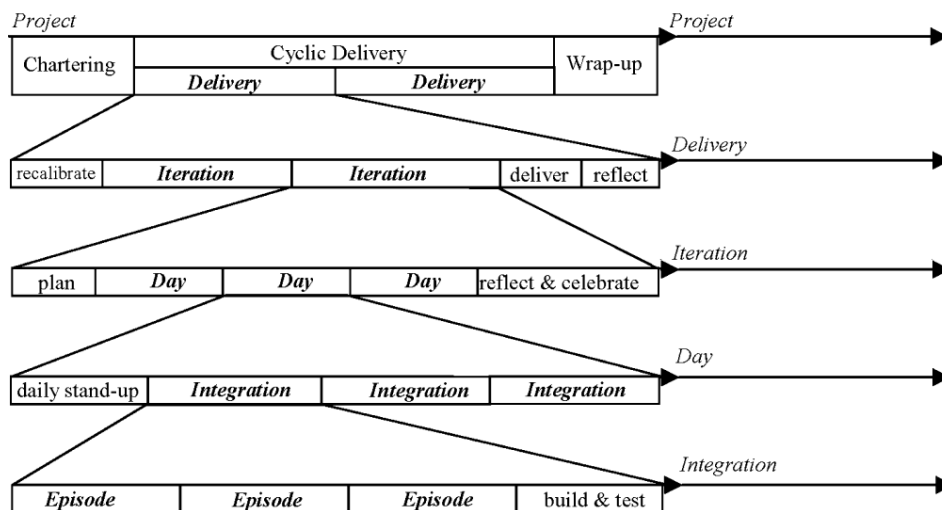 Project Project
Chartering Cyclic Delivery Wrap-up
Delivery Delivery
Delivery
recalibrate Iteration Iteration deliver reflect
Iteration
plan Day Day Day reflect & celebrate
Day
daily stand-up Integration Integration Integration
Integration
Episode Episode Episode build & test